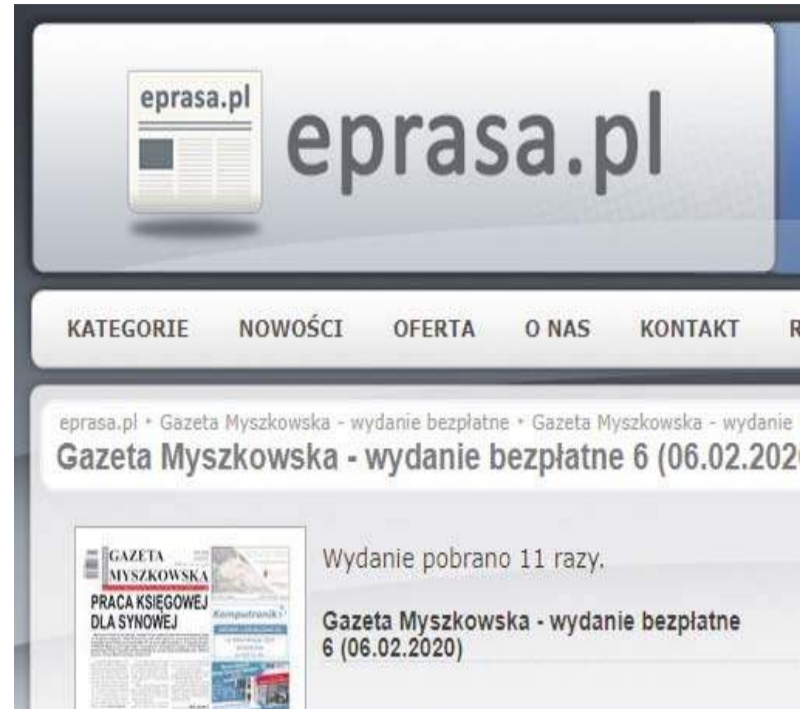 eprasa.pl
eprasa.pl
KATEGORIE NOWOŚCI OFERTA O NAS KONTAKT R
eprasa.pl • Gazeta Myszkowska - wydanie bezpłatne • Gazeta Myszkowska - wydanie
Gazeta Myszkowska - wydanie bezpłatne 6 (06.02.202
Wydanie pobrano 11 razy.
Gazeta Myszkowska - wydanie bezpłatne
6 (06.02.2020)
GAZETA
MYSZKOWSKA
PRACA KSIĘGOWEJ
DLA SYNOWEJ
Komputronik